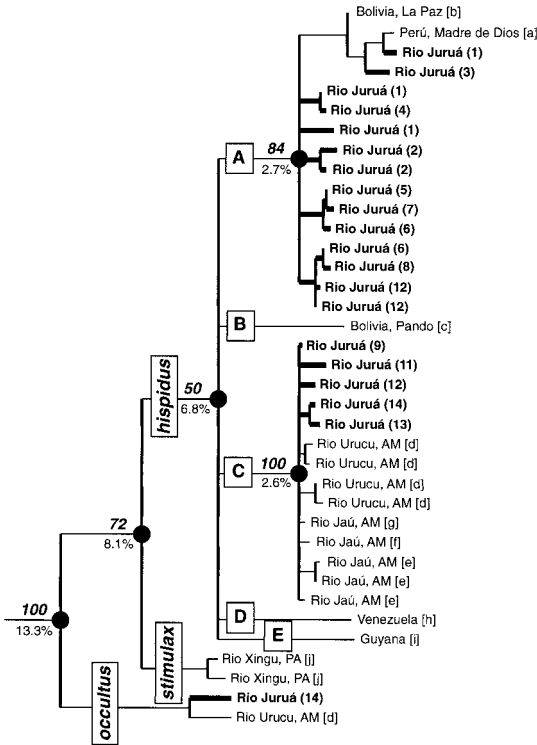 Bolivia, La Paz [b]
Perú, Madre de Dios [a]
Rio Juruá (1)
Rio Juruá (3)
Rio Juruá (1)
Rio Juruá (4)
Rio Juruá (1)
A
84
2.7%
Rio Juruá (2)
Rio Juruá (2)
Rio Juruá (5)
Rio Juruá (7)
Rio Juruá (6)
Rio Juruá (6)
Rio Juruá (8)
Rio Juruá (12)
Rio Juruá (12)
B
Bolivia, Pando [c]
Rio Juruá (9)
Rio Juruá (11)
hispidus
50
6.8%
Rio Juruá (12)
Rio Juruá (14)
Rio Juruá (13)
Rio Urucu, AM [d]
C
100
2.6%
Rio Urucu, AM [d]
Rio Urucu, AM [d]
Rio Urucu, AM [d]
72
8.1%
Rio Jaú, AM [g]
Rio Jaú, AM [f]
Rio Jaú, AM [e]
Rio Jaú, AM [e]
Rio Jaú, AM [e]
100
13.3%
D
Venezuela [h]
E
Guyana [i]
stimulax
Rio Xingu, PA [j]
Rio Xingu, PA [j]
occultus
Río Juruá (14)
Rio Urucu, AM [d]